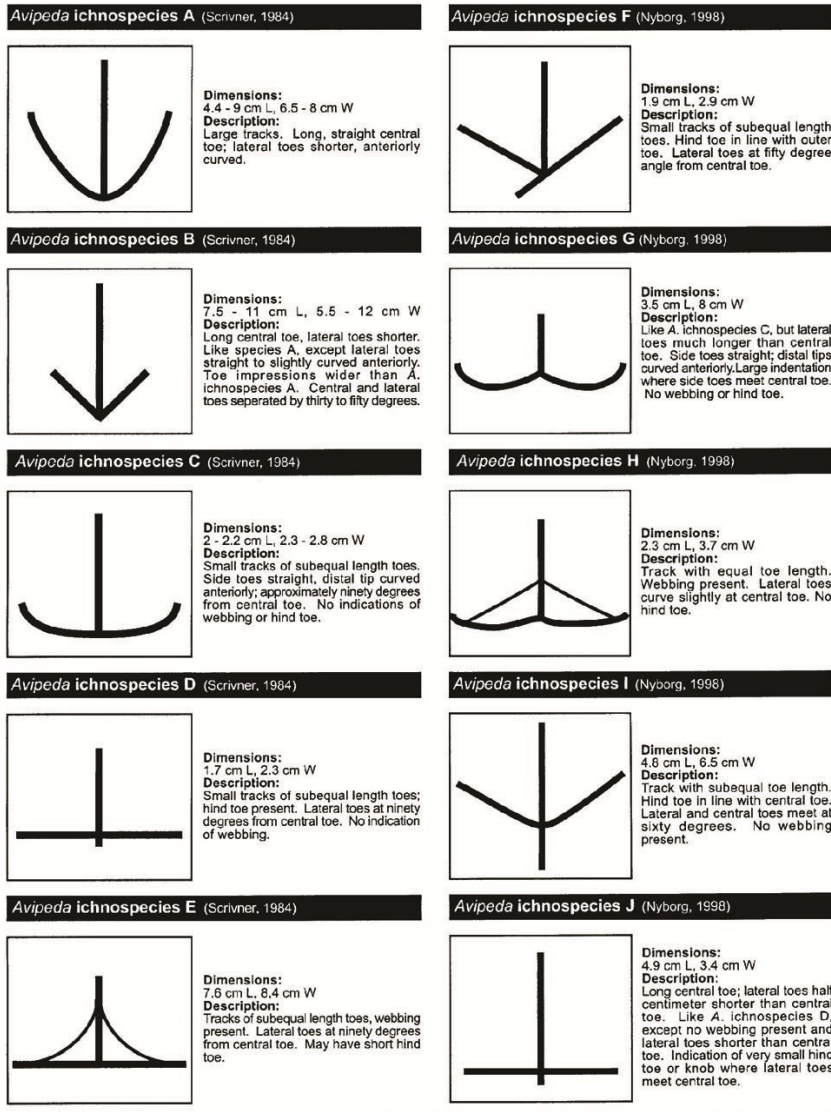 Avipeda ichnospecies A (Scrivner, 1984)
Dimensions:
4.4 - 9 cm L, 6.5 - 8 cm W
Description:
Large tracks. Long, straight central
toe; lateral toes shorter, anteriorly
curved.
Avipeda ichnospecies B (Scrivner, 1984)
Dimensions:
7.5 - 11 cm L, 5.5 - 12 cm W
Description:
Long central toe, lateral toes shorter.
Like species A, except lateral toes
straight to slightly curved anteriorly.
Toe impressions wider than A.
ichnospecies A. Central and lateral
toes seperated by thirty to fifty degrees.
Avipeda ichnospecies C (Scrivner, 1984)
Dimensions:
2 - 2.2 cm L, 2.3 - 2.8 cm W
Description:
Small tracks of subequal length toes.
Side toes straight, distal tip curved
anteriorly; approximately ninety degrees
from central toe. No indications of
webbing or hind toe.
Avipeda ichnospecies D (Scrivner, 1984)
Dimensions:
1.7 cm L, 2.3 cm W
Description:
Small tracks of subequal length toes;
hind toe present. Lateral toes at ninety
degrees from central toe. No indication
of webbing.
Avipeda ichnospecies E (Scrivner, 1984)
Dimensions:
7.6 cm L, 8.4 cm W
Description:
Tracks of subequal length toes, webbing
present. Lateral toes at ninety degrees
from central toe. May have short hind
toe.
Avipeda ichnospecies F (Nyborg, 1998)
Dimensions:
1.9 cm L, 2.9 cm W
Description:
Small tracks of subequal length
toes. Hind toe in line with outer
toe. Lateral toes at fifty degree
angle from central toe.
Avipeda ichnospecies G (Nyborg, 1998)
Dimensions:
3.5 cm L, 8 cm W
Description:
Like A. ichnospecies C, but lateral
toes much longer than central
toe. Side toes straight; distal tips
curved anteriorly. Large indentation
where side toes meet central toe.
No webbing or hind toe.
Avipeda ichnospecies H (Nyborg, 1998)
Dimensions:
2.3 cm L, 3.7 cm W
Description:
Track with equal toe length.
Webbing present. Lateral toes
curve slightly at central toe. No
hind toe.
Avipeda ichnospecies I (Nyborg, 1998)
Dimensions:
4.8 cm L, 6.5 cm W
Description:
Track with subequal toe length.
Hind toe in line with central toe.
Lateral and central toes meet at
sixty degrees. No webbing
present.
Avipeda ichnospecies J (Nyborg, 1998)
Dimensions:
4.9 cm L, 3.4 cm W
Description:
Long central toe; lateral toes half
centimeter shorter than central
toe. Like A. ichnospecies D,
except no webbing present and
lateral toes shorter than central
toe. Indication of very small hind
toe or knob where lateral toes
meet central toe.